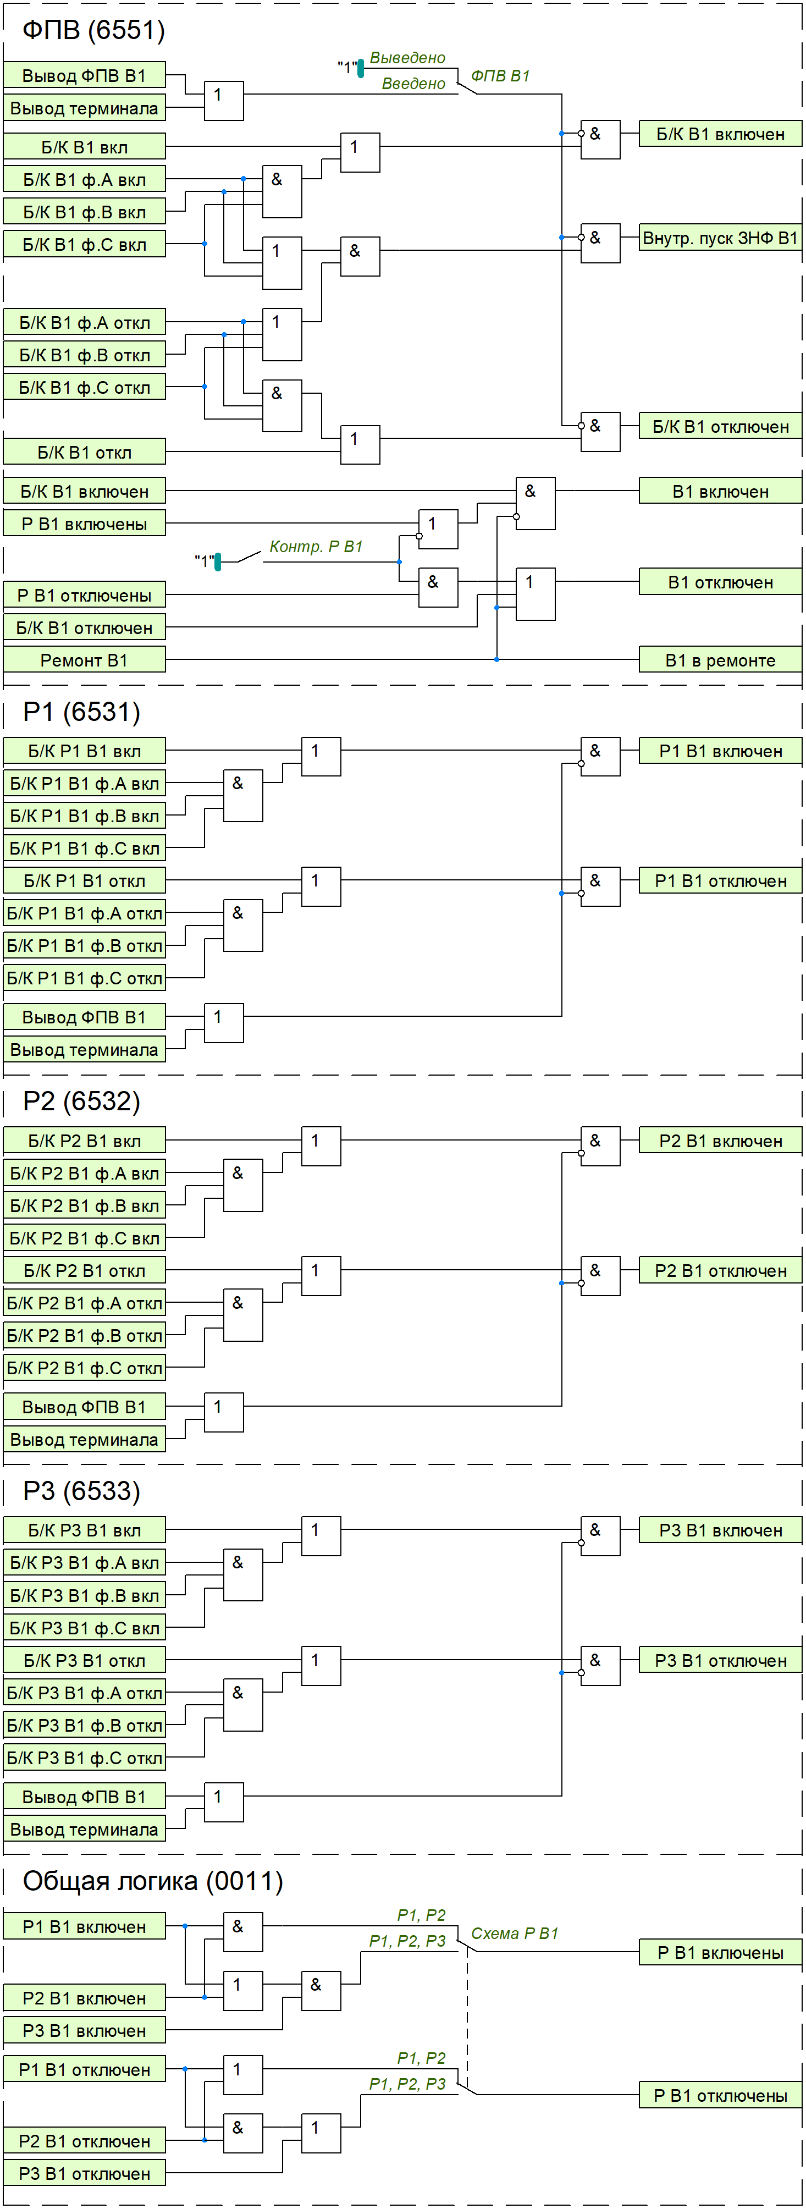 ФПВ (6551)
"1"
Выведено
Введено
ФПВ В1
Вывод ФПВ В1
Вывод терминала
1
Б/К В1 вкл
1
&
Б/К В1 включен
Б/К В1 ф.А вкл
&
Б/К В1 ф.В вкл
Б/К В1 ф.С вкл
1
&
&
Внутр. пуск ЗНФ В1
Б/К В1 ф.А откл
1
Б/К В1 ф.В откл
Б/К В1 ф.С откл
&
Б/К В1 откл
1
&
Б/К В1 отключен
Б/К В1 включен
&
В1 включен
Р В1 включены
1
"1"
Контр. Р В1
Р В1 отключены
&
1
В1 отключен
Б/К В1 отключен
Ремонт В1
В1 в ремонте
Р1 (6531)
Б/К Р1 В1 вкл
1
&
Р1 В1 включен
Б/К Р1 В1 ф.А вкл
&
Б/К Р1 В1 ф.В вкл
Б/К Р1 В1 ф.С вкл
Б/К Р1 В1 откл
1
&
Р1 В1 отключен
Б/К Р1 В1 ф.А откл
&
Б/К Р1 В1 ф.В откл
Б/К Р1 В1 ф.С откл
Вывод ФПВ В1
1
Вывод терминала
Р2 (6532)
Б/К Р2 В1 вкл
1
&
Р2 В1 включен
Б/К Р2 В1 ф.А вкл
&
Б/К Р2 В1 ф.В вкл
Б/К Р2 В1 ф.С вкл
Б/К Р2 В1 откл
1
&
Р2 В1 отключен
Б/К Р2 В1 ф.А откл
&
Б/К Р2 В1 ф.В откл
Б/К Р2 В1 ф.С откл
Вывод ФПВ В1
1
Вывод терминала
Р3 (6533)
Б/К Р3 В1 вкл
1
&
Р3 В1 включен
Б/К Р3 В1 ф.А вкл
&
Б/К Р3 В1 ф.В вкл
Б/К Р3 В1 ф.С вкл
Б/К Р3 В1 откл
1
&
Р3 В1 отключен
Б/К Р3 В1 ф.А откл
&
Б/К Р3 В1 ф.В откл
Б/К Р3 В1 ф.С откл
Вывод ФПВ В1
1
Вывод терминала
Общая логика (0011)
Р1 В1 включен
&
Р1, Р2
Схема Р В1
Р1, Р2, Р3
Р В1 включены
Р2 В1 включен
1
&
Р3 В1 включен
Р1 В1 отключен
1
Р1, Р2
Р1, Р2, Р3
Р В1 отключены
Р2 В1 отключен
&
1
Р3 В1 отключен